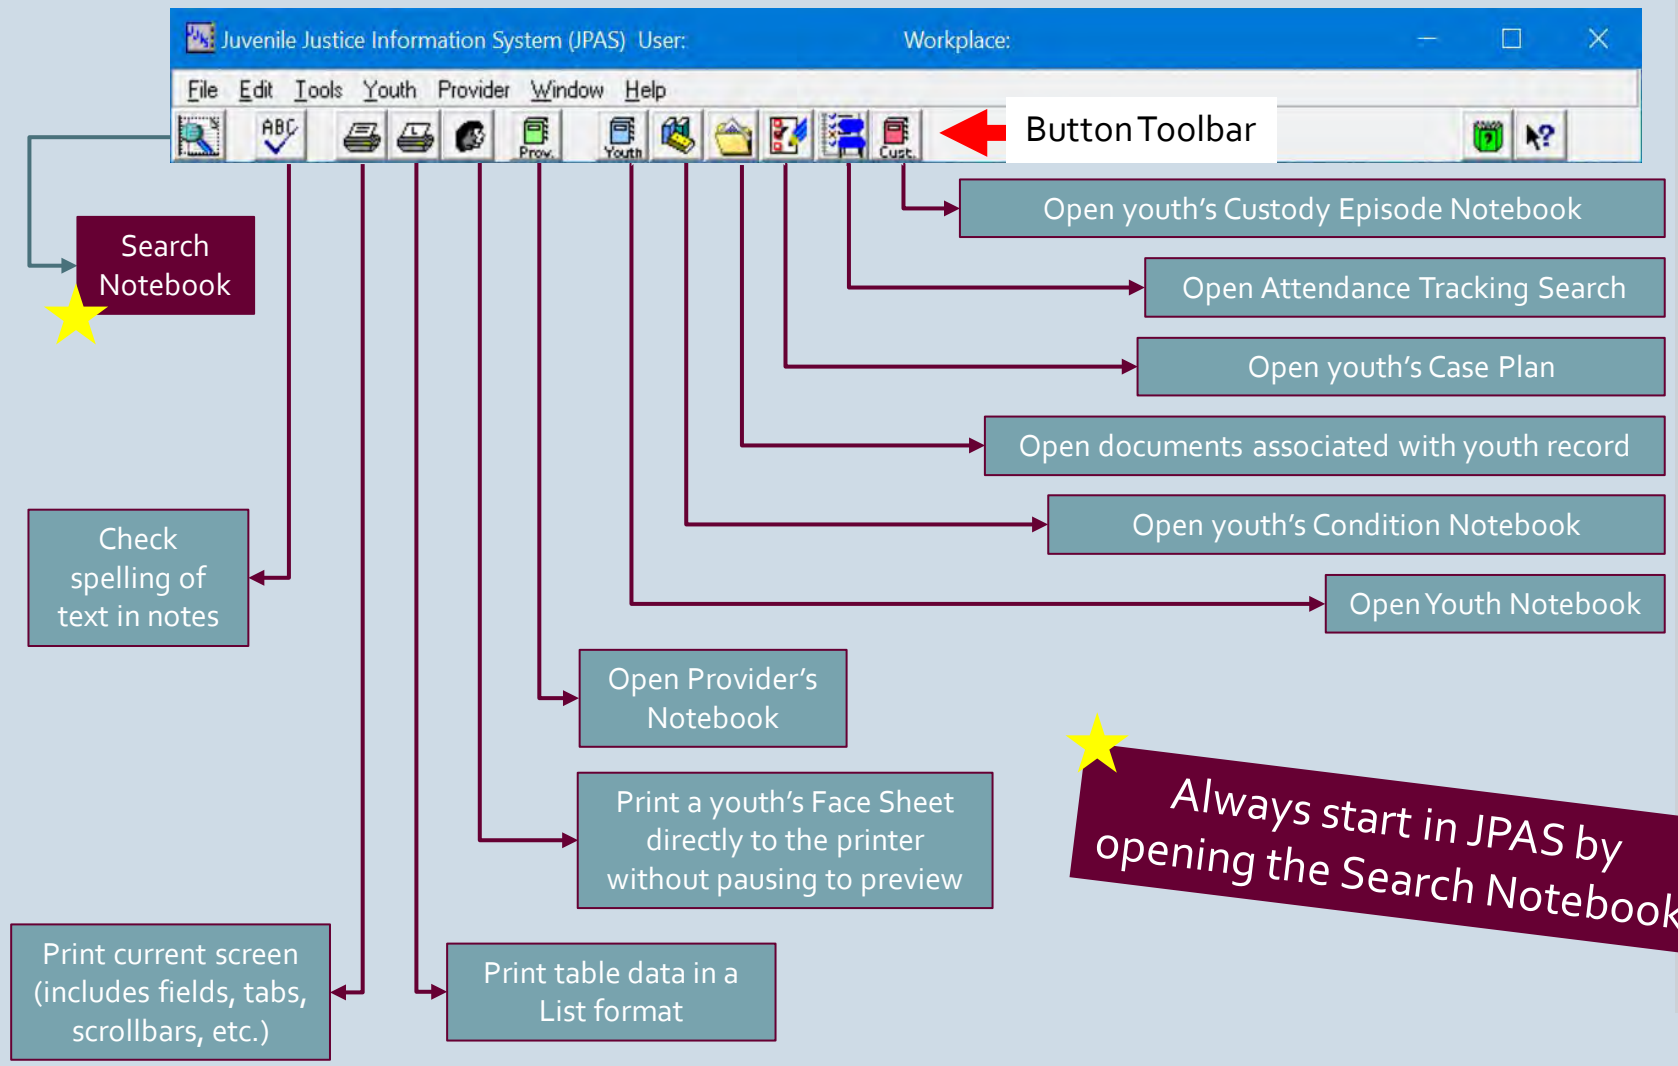 Juvenile Justice Information System (JPAS) User: Workplace:
File Edit Tools Youth Provider Window Help
ABC
Prov.
Youth
Cust.
Button Toolbar
?
?
Open youth's Custody Episode Notebook
Search
Notebook
Open Attendance Tracking Search
Open youth's Case Plan
Open documents associated with youth record
Check
spelling of
text in notes
Open youth's Condition Notebook
Open Youth Notebook
Open Provider's
Notebook
Print a youth's Face Sheet
directly to the printer
without pausing to preview
Always start in JPAS by
opening the Search Notebook
Print current screen
(includes fields, tabs,
scrollbars, etc.)
Print table data in a
List format